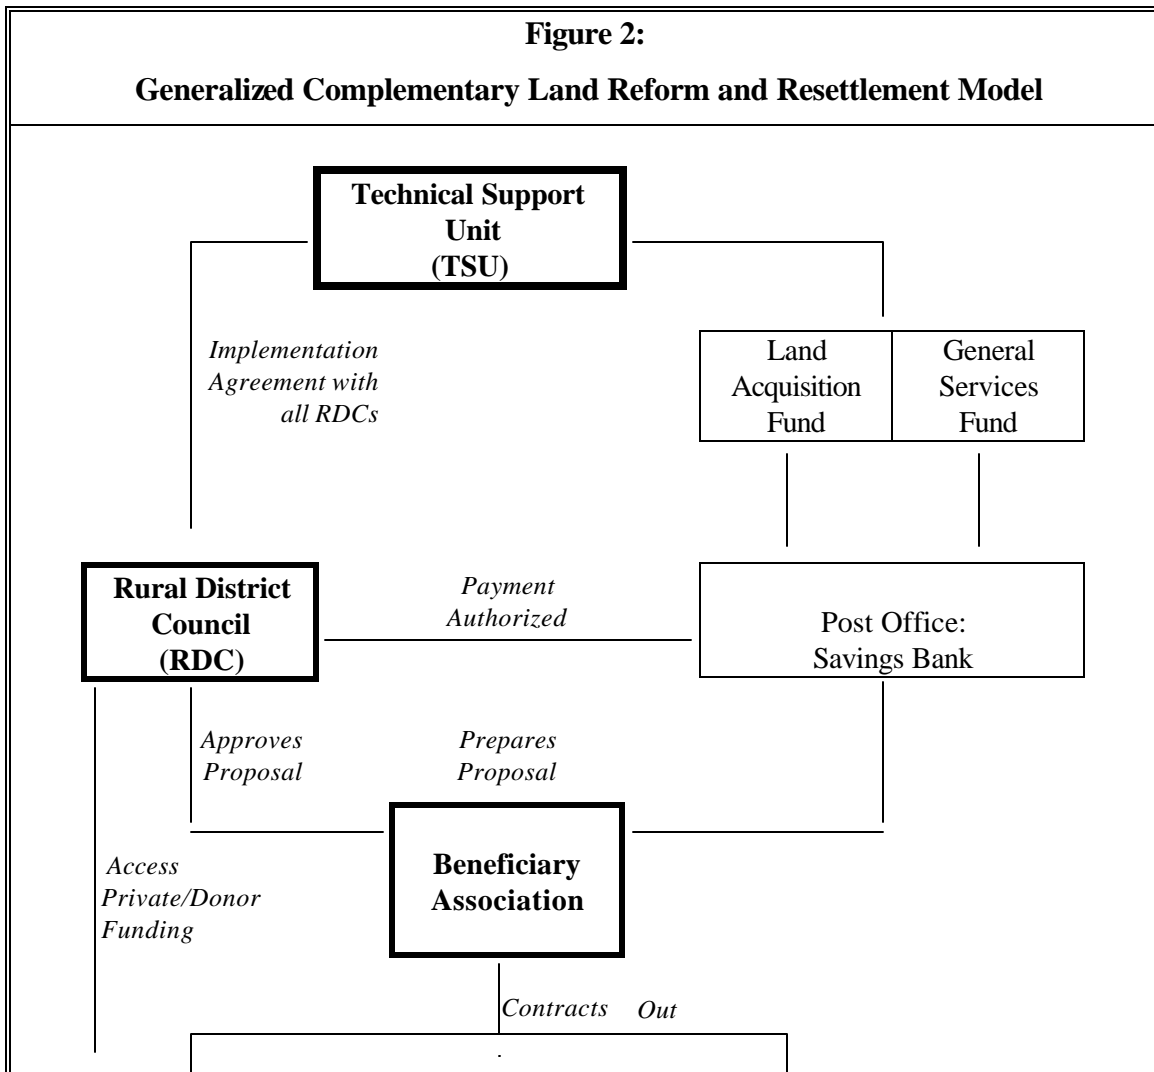 Figure 2:
Generalized Complementary Land Reform and Resettlement Model
Technical Support
Unit
(TSU)
Implementation
Agreement with
all RDCs
Land
Acquisition
Fund
General
Services
Fund
Rural District
Council
(RDC)
Payment
Authorized
Post Office:
Savings Bank
Approves
Proposal
Prepares
Proposal
Access
Private/Donor
Funding
Beneficiary
Association
Contracts Out